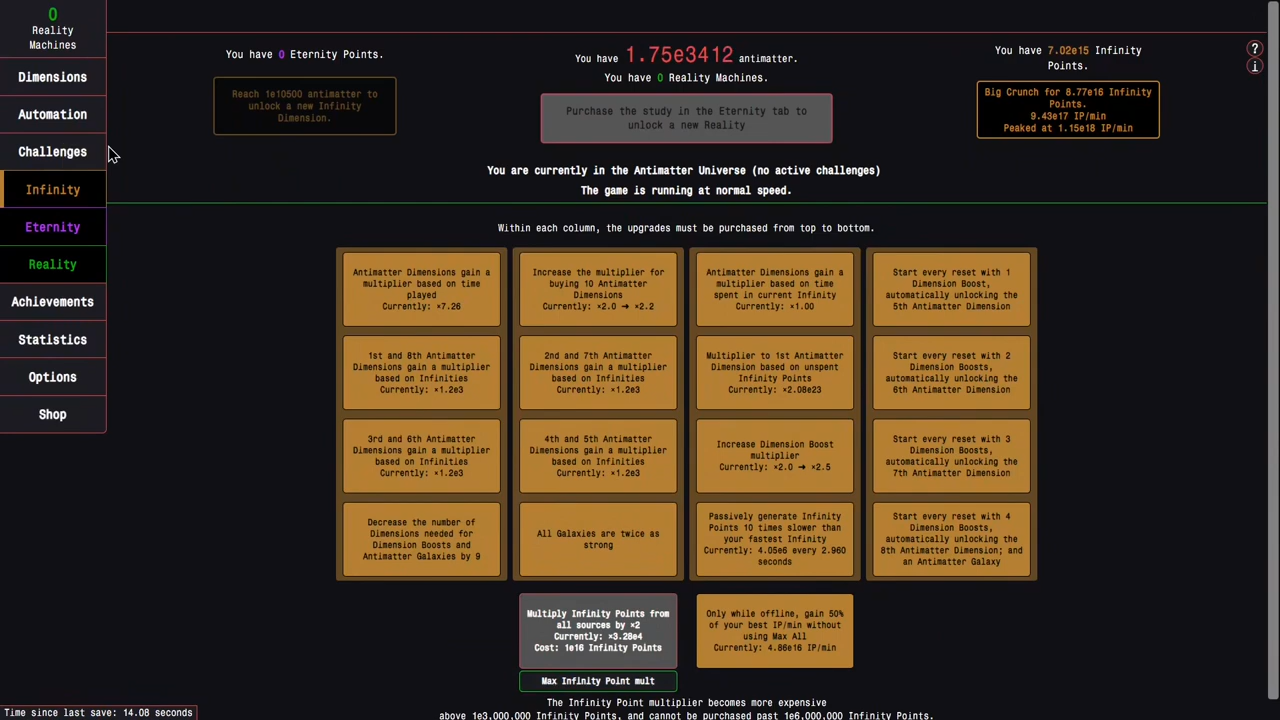 0
Reality
Machines
Dimensions
Automation
Challenges
Infinity
Eternity
Reality
Achievements
Statistics
Options
Shop
You have 0 Eternity Points.
Reach 1e10500 antimatter to
unlock a new Infinity
Dimension.
You have 1.75e3412 antimatter.
You have 0 Reality Machines.
Purchase the study in the Eternity tab to
unlock a new Reality
You have 7.02e15 Infinity
Points.
Big Crunch for 8.77e16 Infinity
Points.
9.43e17 IP/min
Peaked at 1.15e18 IP/min
?
i
You are currently in the Antimatter Universe (no active challenges)
The game is running at normal speed.
Within each column, the upgrades must be purchased from top to bottom.
Antimatter Dimensions gain a
multiplier based on time
played
Currently: ×7.26
Increase the multiplier for
buying 10 Antimatter
Dimensions
Currently: ×2.0 → ×2.2
Antimatter Dimensions gain a
multiplier based on time
spent in current Infinity
Currently: ×1.00
Start every reset with 1
Dimension Boost,
automatically unlocking the
5th Antimatter Dimension
1st and 8th Antimatter
Dimensions gain a multiplier
based on Infinities
Currently: ×1.2e3
2nd and 7th Antimatter
Dimensions gain a multiplier
based on Infinities
Currently: ×1.2e3
Multiplier to 1st Antimatter
Dimension based on unspent
Infinity Points
Currently: ×2.08e23
Start every reset with 2
Dimension Boosts,
automatically unlocking the
6th Antimatter Dimension
3rd and 6th Antimatter
Dimensions gain a multiplier
based on Infinities
Currently: ×1.2e3
4th and 5th Antimatter
Dimensions gain a multiplier
based on Infinities
Currently: ×1.2e3
Increase Dimension Boost
multiplier
Currently: ×2.0 → ×2.5
Start every reset with 3
Dimension Boosts,
automatically unlocking the
7th Antimatter Dimension
Decrease the number of
Dimensions needed for
Dimension Boosts and
Antimatter Galaxies by 9
All Galaxies are twice as
strong
Passively generate Infinity
Points 10 times slower than
your fastest Infinity
Currently: 4.05e6 every 2.960
seconds
Start every reset with 4
Dimension Boosts,
automatically unlocking the
8th Antimatter Dimension; and
an Antimatter Galaxy
Multiply Infinity Points from
all sources by ×2
Currently: ×3.28e4
Cost: 1e16 Infinity Points
Max Infinity Point mult
Only while offline, gain 50%
of your best IP/min without
using Max All
Currently: 4.86e16 IP/min
The Infinity Point multiplier becomes more expensive
above 1e3,000,000 Infinity Points, and cannot be purchased past 1e6,000,000 Infinity Points.
Time since last save: 14.08 seconds